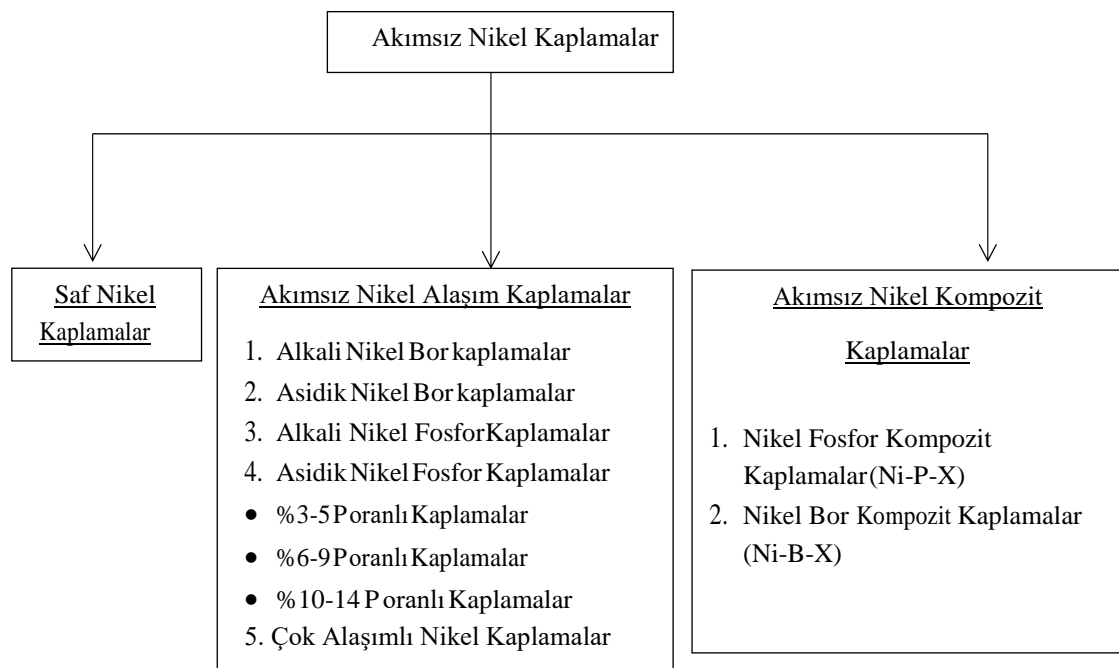 Akımsız Nikel Kaplamalar
Saf Nikel
Kaplamalar
Akımsız Nikel Alaşım Kaplamalar
1. Alkali Nikel Bor kaplamalar
2. Asidik Nikel Bor kaplamalar
3. Alkali Nikel Fosfor Kaplamalar
4. Asidik Nikel Fosfor Kaplamalar
• %3-5 P oranlı Kaplamalar
• %6-9 P oranlı Kaplamalar
• %10-14 P oranlı Kaplamalar
5. Çok Alaşımlı Nikel Kaplamalar
Akımsız Nikel Kompozit
Kaplamalar
1. Nikel Fosfor Kompozit
Kaplamalar (Ni-P-X)
2. Nikel Bor Kompozit Kaplamalar
(Ni-B-X)